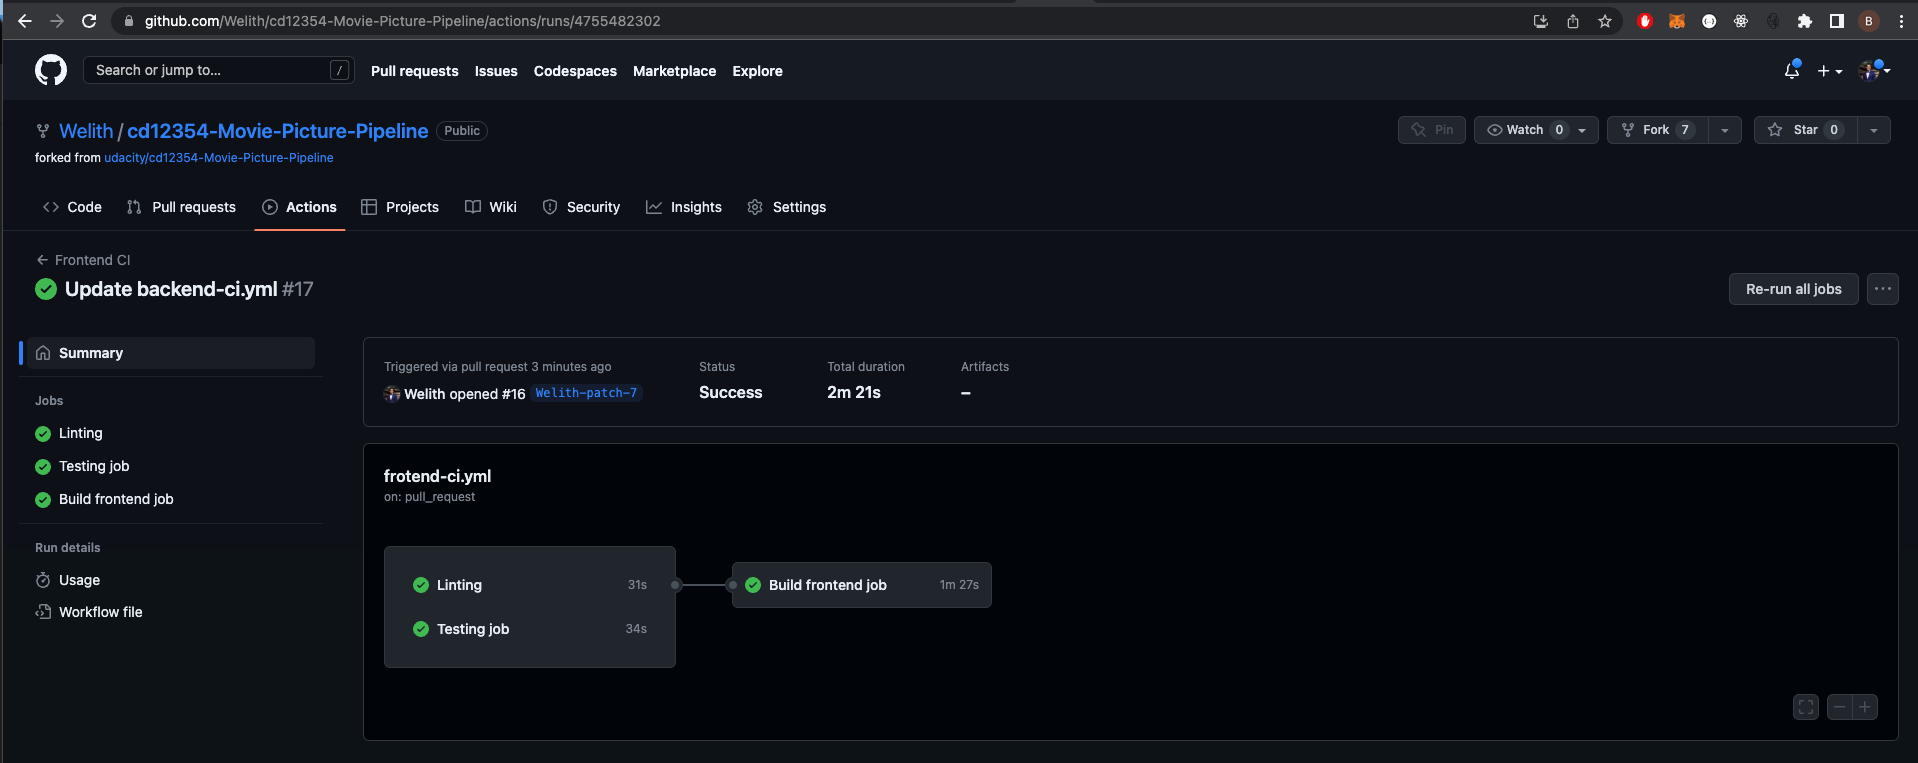 github.com/Welith/cd12354-Movie-Picture-Pipeline/actions/runs/4755482302
B
Search or jump to...
/
Pull requests
Issues
Codespaces
Marketplace
Explore
Welith / cd12354-Movie-Picture-Pipeline
Public
Pin
Watch 0
Fork 7
Star 0
forked from udacity/cd12354-Movie-Picture-Pipeline
Code
Pull requests
Actions
Projects
Wiki
Security
Insights
Settings
Frontend CI
Update backend-ci.yml #17
Re-run all jobs
Summary
Jobs
Linting
Testing job
Build frontend job
Run details
Usage
Workflow file
Triggered via pull request 3 minutes ago
Welith opened #16 Welith-patch-7
Status
Success
Total duration
2m 21s
Artifacts
–
frotend-ci.yml
on: pull_request
Linting 31s
Testing job 34s
Build frontend job 1m 27s